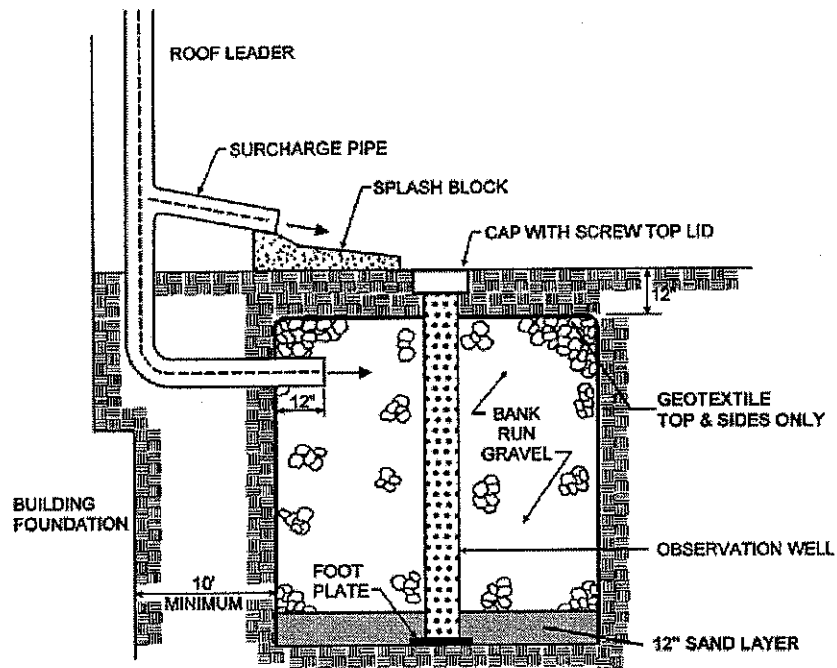 ROOF LEADER
SURCHARGE PIPE
SPLASH BLOCK
CAP WITH SCREW TOP LID
12"
12"
GEOTEXTILE
TOP & SIDES ONLY
BANK
RUN
GRAVEL
BUILDING
FOUNDATION
OBSERVATION WELL
FOOT
PLATE
10'
MINIMUM
12" SAND LAYER